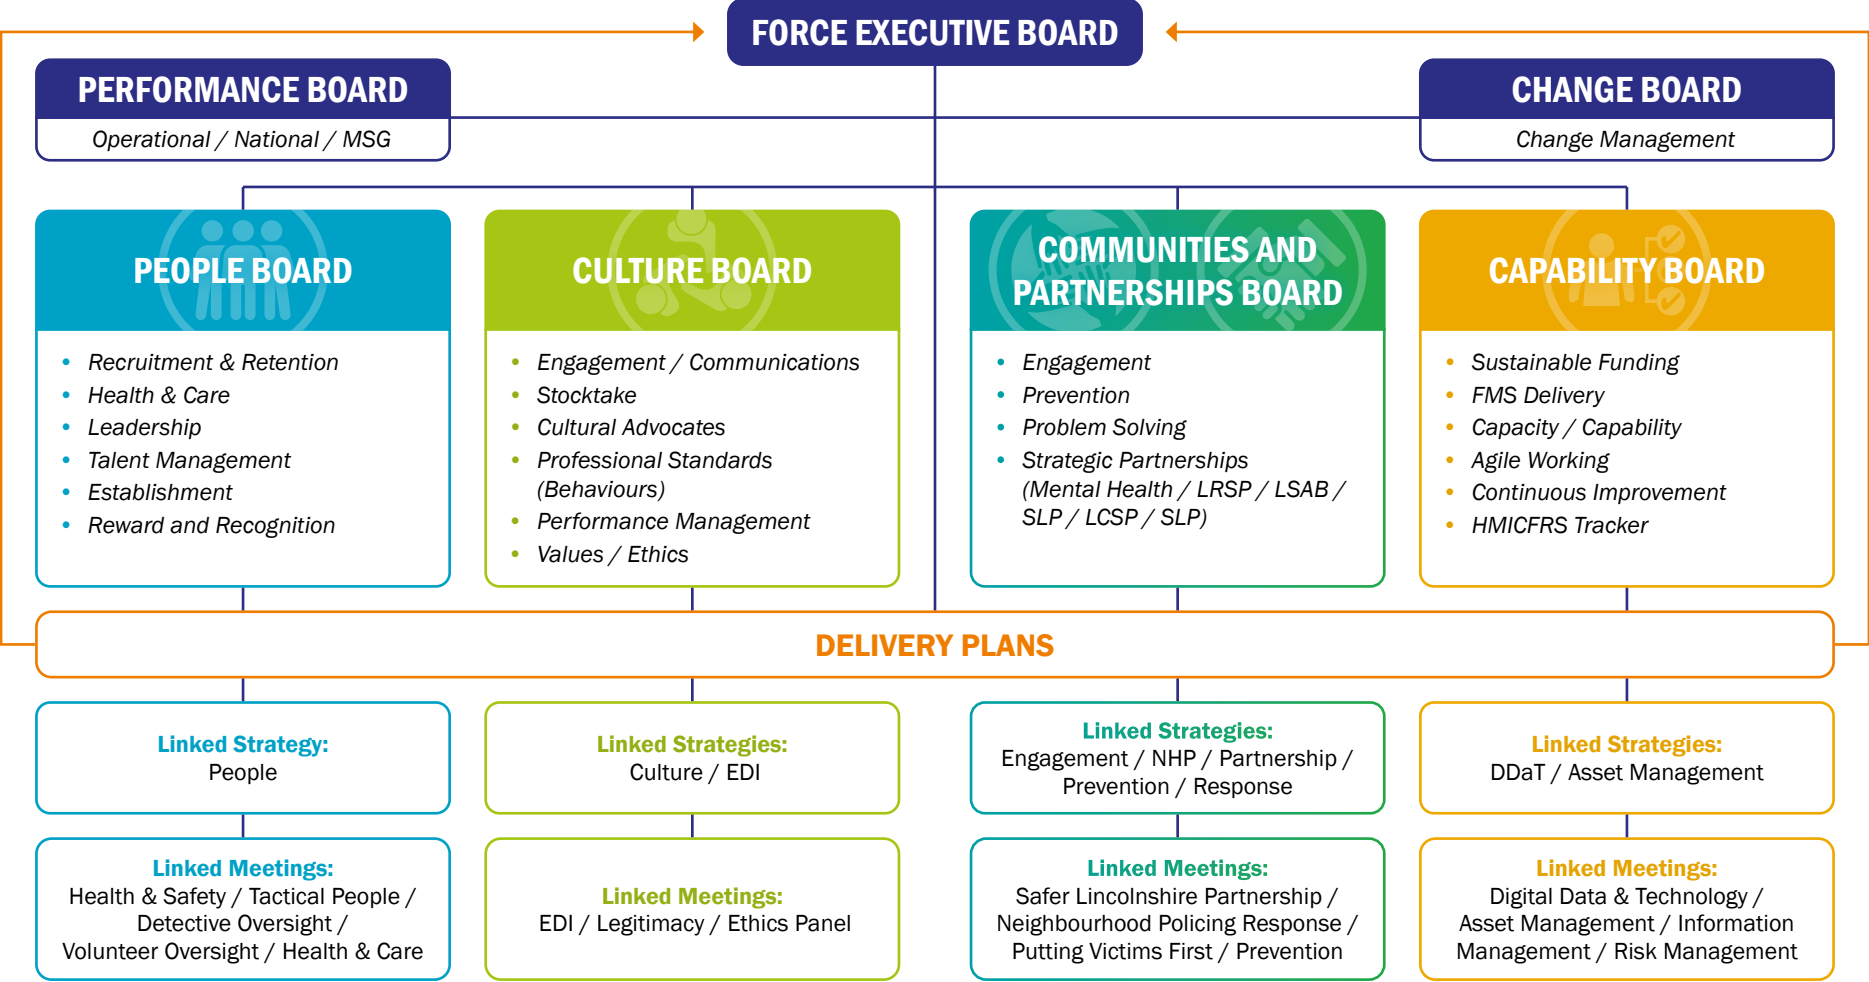 FORCE EXECUTIVE BOARD
PERFORMANCE BOARD
Operational / National / MSG
CHANGE BOARD
Change Management
PEOPLE BOARD
• Recruitment & Retention
• Health & Care
• Leadership
• Talent Management
• Establishment
• Reward and Recognition
CULTURE BOARD
• Engagement / Communications
• Stocktake
• Cultural Advocates
• Professional Standards
(Behaviours)
• Performance Management
• Values / Ethics
COMMUNITIES AND
PARTNERSHIPS BOARD
• Engagement
• Prevention
• Problem Solving
• Strategic Partnerships
(Mental Health / LRSP / LSAB /
SLP / LCSP / SLP)
CAPABILITY BOARD
• Sustainable Funding
• FMS Delivery
• Capacity / Capability
• Agile Working
• Continuous Improvement
• HMICFRS Tracker
DELIVERY PLANS
Linked Strategy:
People
Linked Strategies:
Culture / EDI
Linked Strategies:
Engagement / NHP / Partnership /
Prevention / Response
Linked Strategies:
DDaT / Asset Management
Linked Meetings:
Health & Safety / Tactical People /
Detective Oversight /
Volunteer Oversight / Health & Care
Linked Meetings:
EDI / Legitimacy / Ethics Panel
Linked Meetings:
Safer Lincolnshire Partnership /
Neighbourhood Policing Response /
Putting Victims First / Prevention
Linked Meetings:
Digital Data & Technology /
Asset Management / Information
Management / Risk Management